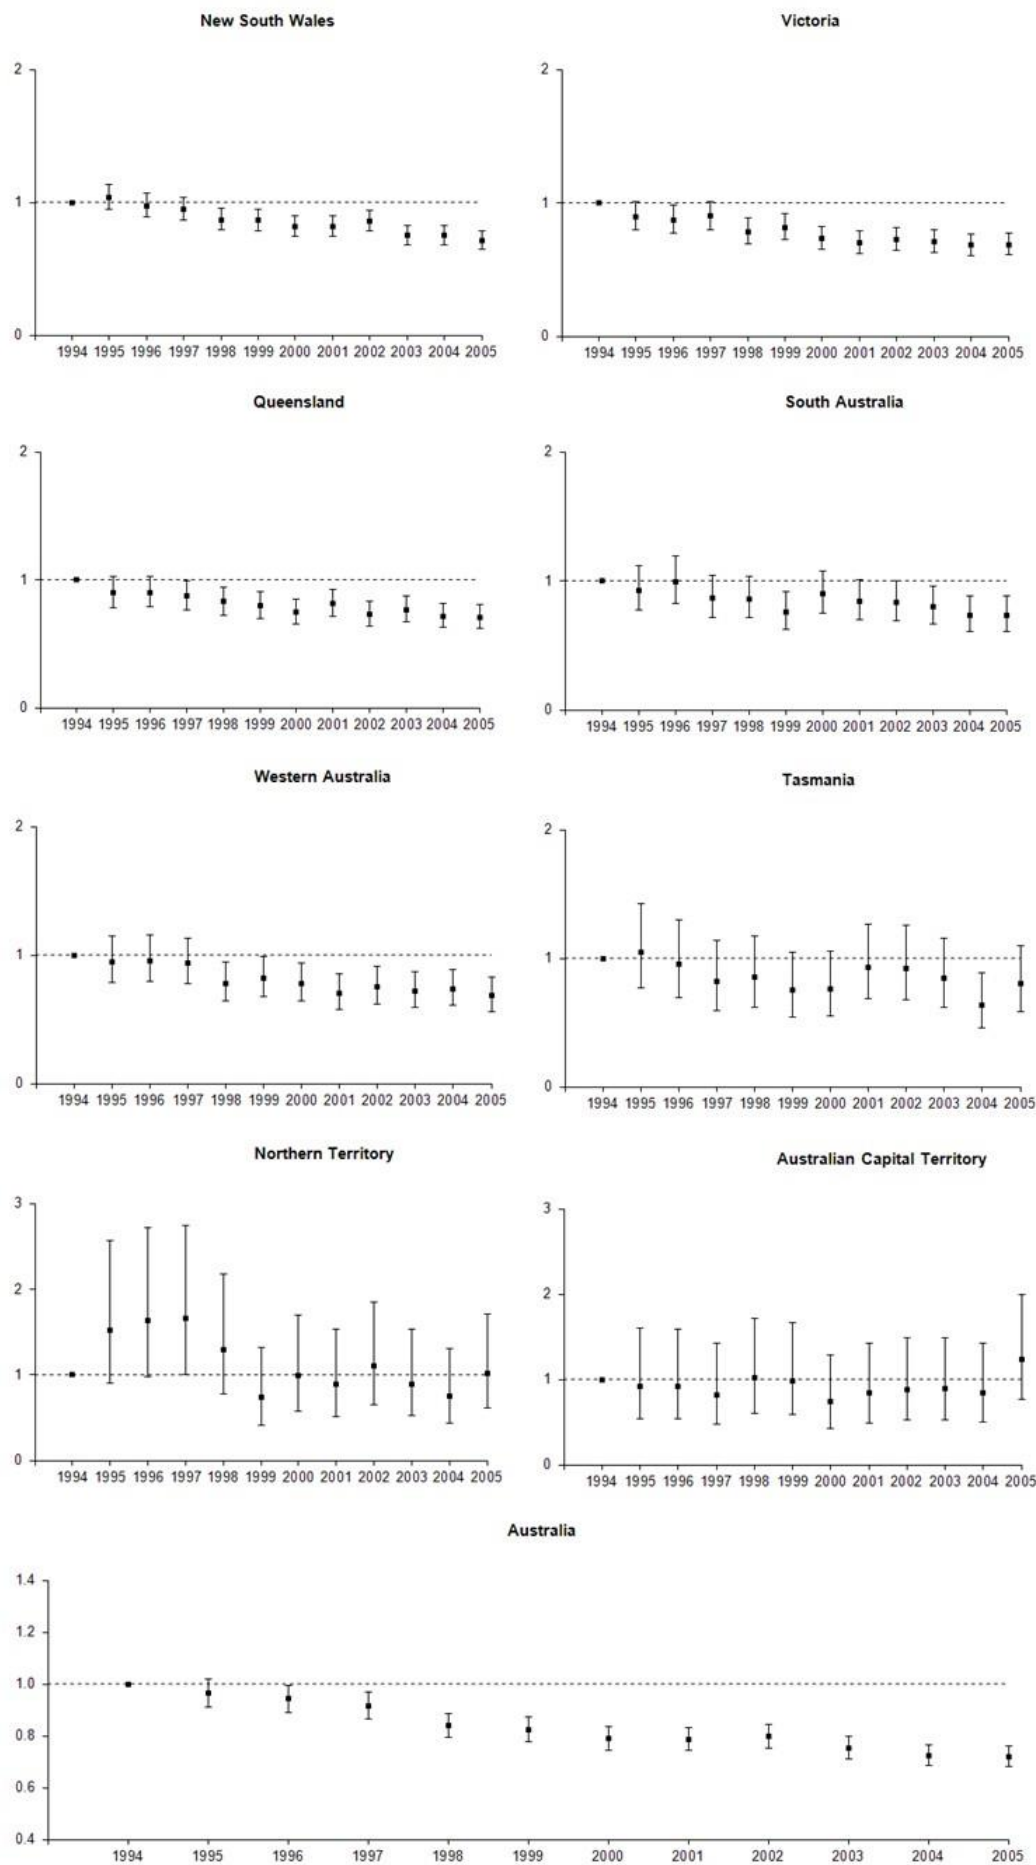 New South Wales
2
1
0
1994 1995 1996 1997 1998 1999 2000 2001 2002 2003 2004 2005
Victoria
2
1
0
1994 1995 1996 1997 1998 1999 2000 2001 2002 2003 2004 2005
Queensland
2
1
0
1994 1995 1996 1997 1998 1999 2000 2001 2002 2003 2004 2005
South Australia
2
1
0
1994 1995 1996 1997 1998 1999 2000 2001 2002 2003 2004 2005
Western Australia
2
1
0
1994 1995 1996 1997 1998 1999 2000 2001 2002 2003 2004 2005
Tasmania
2
1
0
1994 1995 1996 1997 1998 1999 2000 2001 2002 2003 2004 2005
Northern Territory
3
2
1
0
1994 1995 1996 1997 1998 1999 2000 2001 2002 2003 2004 2005
Australian Capital Territory
3
2
1
0
1994 1995 1996 1997 1998 1999 2000 2001 2002 2003 2004 2005
Australia
1.4
1.2
1.0
0.8
0.6
0.4
1994 1995 1996 1997 1998 1999 2000 2001 2002 2003 2004 2005